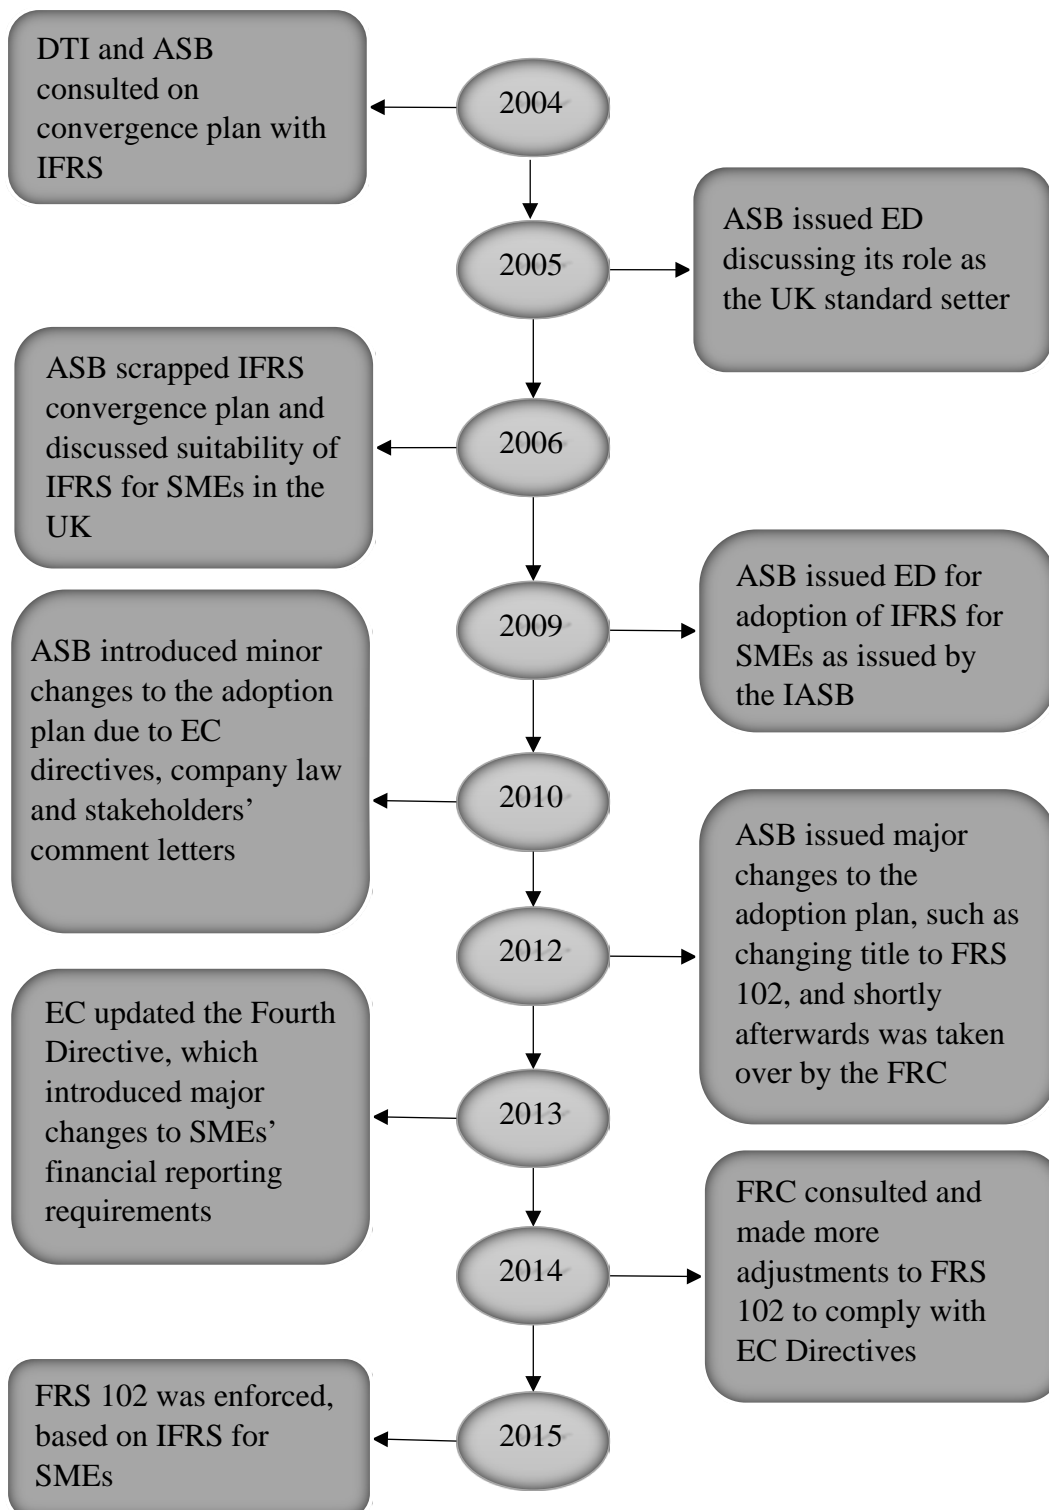 DTI and ASB
consulted on
convergence plan with
IFRS
2004
2005
ASB issued ED
discussing its role as
the UK standard setter
ASB scrapped IFRS
convergence plan and
discussed suitability of
IFRS for SMEs in the
UK
2006
2009
ASB issued ED for
adoption of IFRS for
SMEs as issued by
the IASB
ASB introduced minor
changes to the adoption
plan due to EC
directives, company law
and stakeholders’
comment letters
2010
2012
ASB issued major
changes to the
adoption plan, such as
changing title to FRS
102, and shortly
afterwards was taken
over by the FRC
EC updated the Fourth
Directive, which
introduced major
changes to SMEs’
financial reporting
requirements
2013
2014
FRC consulted and
made more
adjustments to FRS
102 to comply with
EC Directives
FRS 102 was enforced,
based on IFRS for
SMEs
2015